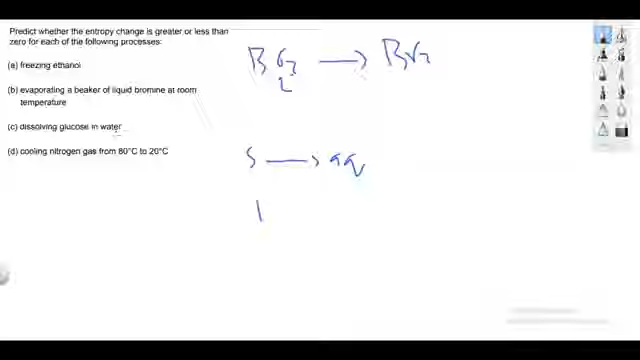 Predict whether the entropy change is greater or less than
zero for each of the following processes:
(a) freezing ethanol
(b) evaporating a beaker of liquid bromine at room
temperature
(c) dissolving glucose in water
(d) cooling nitrogen gas from 80°C to 20°C
Br2 → Br2
L
s → aq